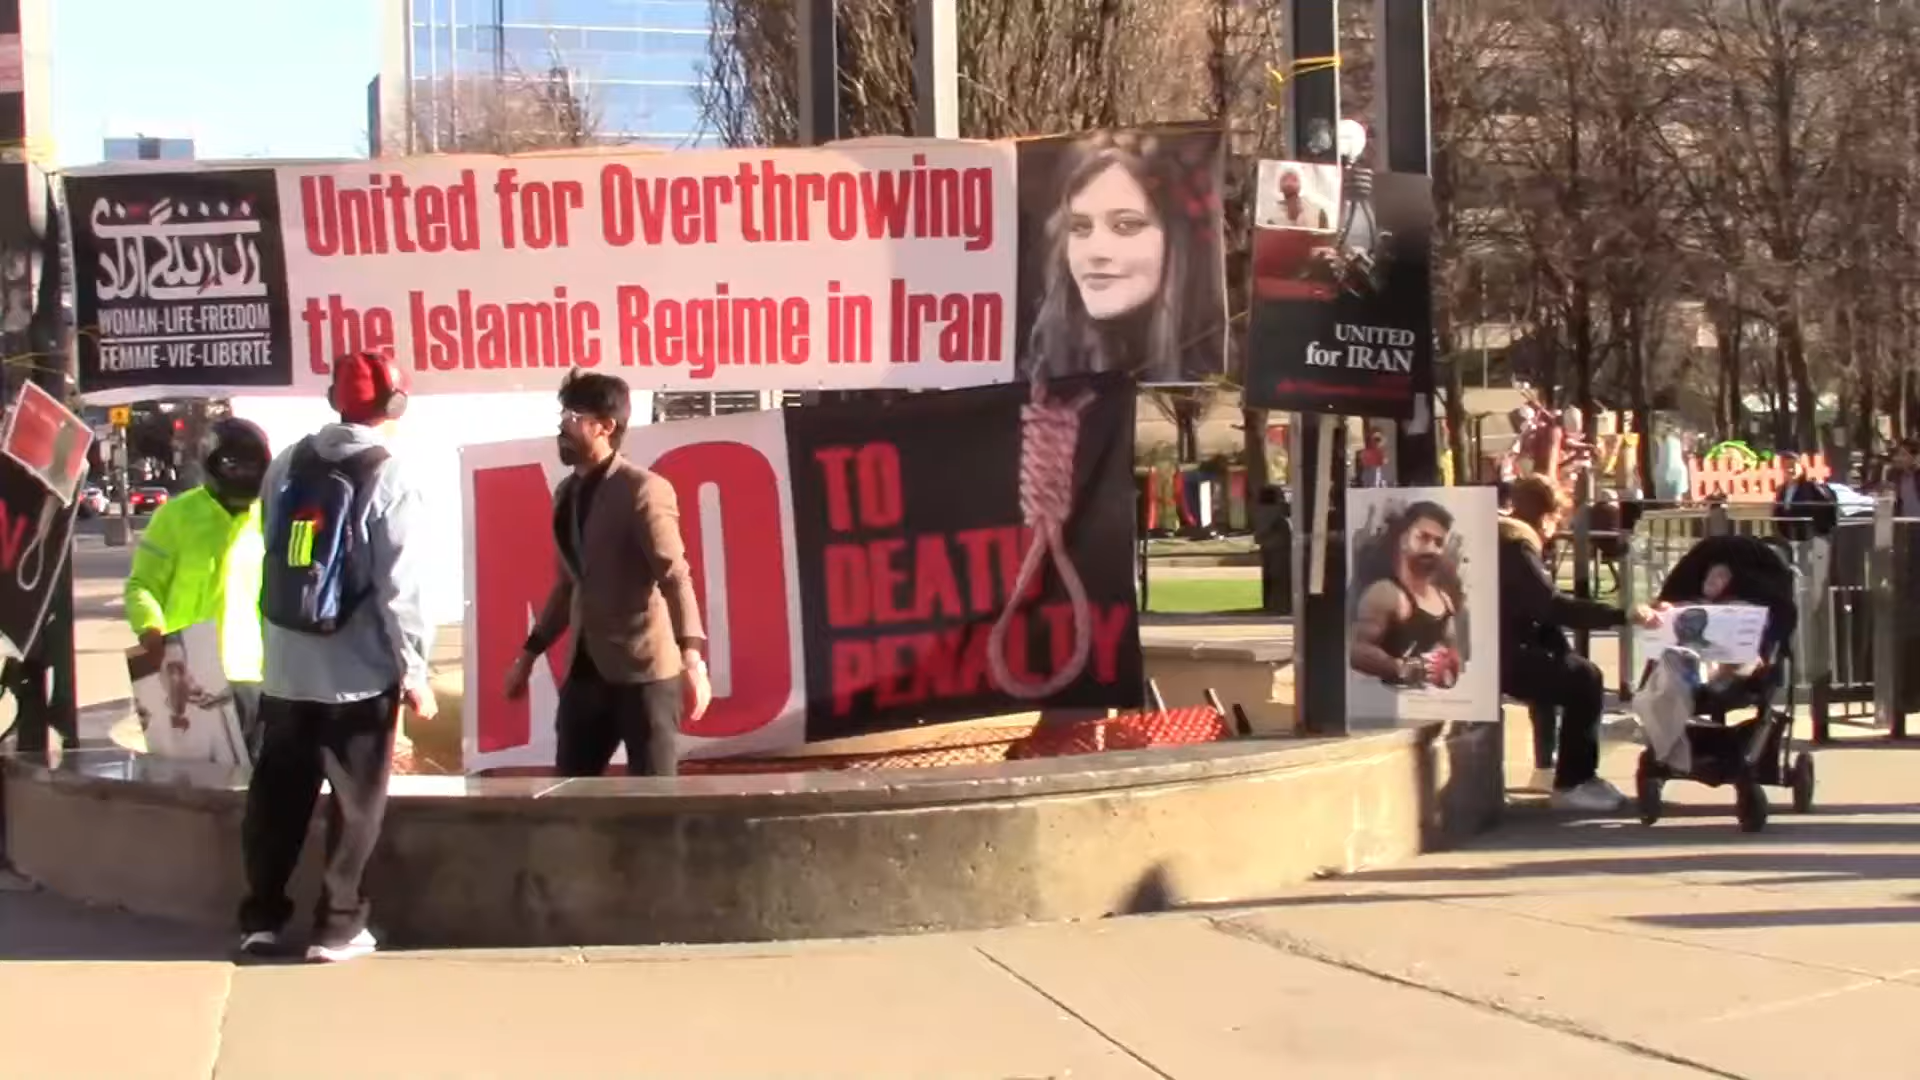 زن زندگی آزادی
WOMAN-LIFE-FREEDOM
FEMME-VIE-LIBERTÉ
United for Overthrowing
the Islamic Regime in Iran
UNITED
for IRAN
NO
TO
DEATH
PENALTY